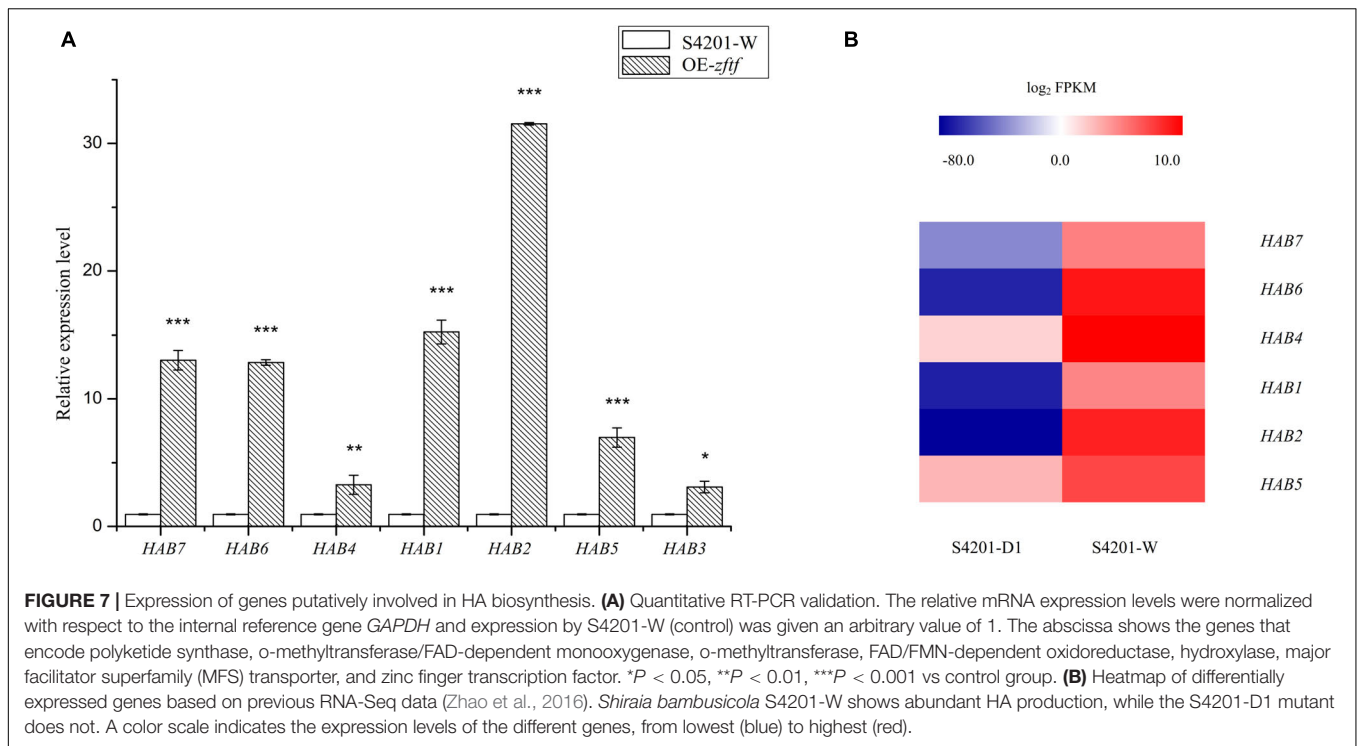 A
S4201-W
OE-zftf
B
Relative expression level
30
20
10
0
***
***
**
***
***
***
*
HAB7 HAB6 HAB4 HAB1 HAB2 HAB5 HAB3
log₂ FPKM
-80.0 0.0 10.0
HAB7
HAB6
HAB4
HAB1
HAB2
HAB5
S4201-D1 S4201-W
FIGURE 7 | Expression of genes putatively involved in HA biosynthesis. (A) Quantitative RT-PCR validation. The relative mRNA expression levels were normalized
with respect to the internal reference gene GAPDH and expression by S4201-W (control) was given an arbitrary value of 1. The abscissa shows the genes that
encode polyketide synthase, o-methyltransferase/FAD-dependent monooxygenase, o-methyltransferase, FAD/FMN-dependent oxidoreductase, hydroxylase, major
facilitator superfamily (MFS) transporter, and zinc finger transcription factor. *P < 0.05, **P < 0.01, ***P < 0.001 vs control group. (B) Heatmap of differentially
expressed genes based on previous RNA-Seq data (Zhao et al., 2016). Shiraia bambusicola S4201-W shows abundant HA production, while the S4201-D1 mutant
does not. A color scale indicates the expression levels of the different genes, from lowest (blue) to highest (red).